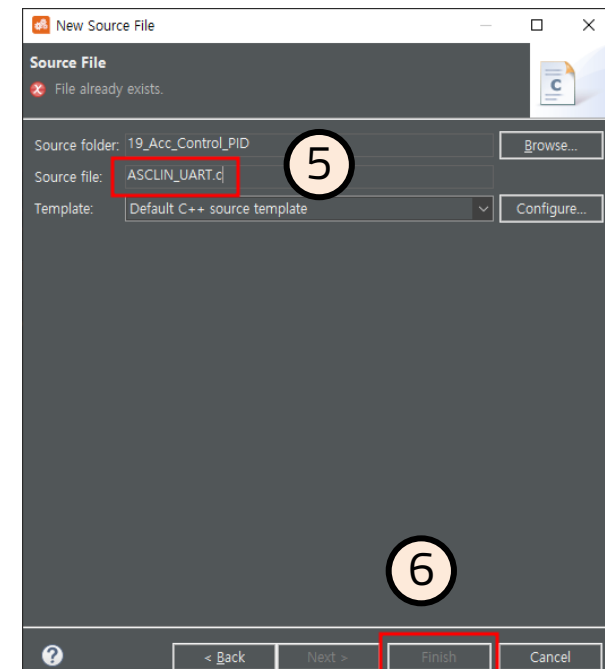 New Source File
Source File
File already exists.
Source folder: 19_Acc_Control_PID Browse...
Source file: ASCLIN_UART.c
5
Template: Default C++ source template Configure...
6
< Back Next > Finish Cancel